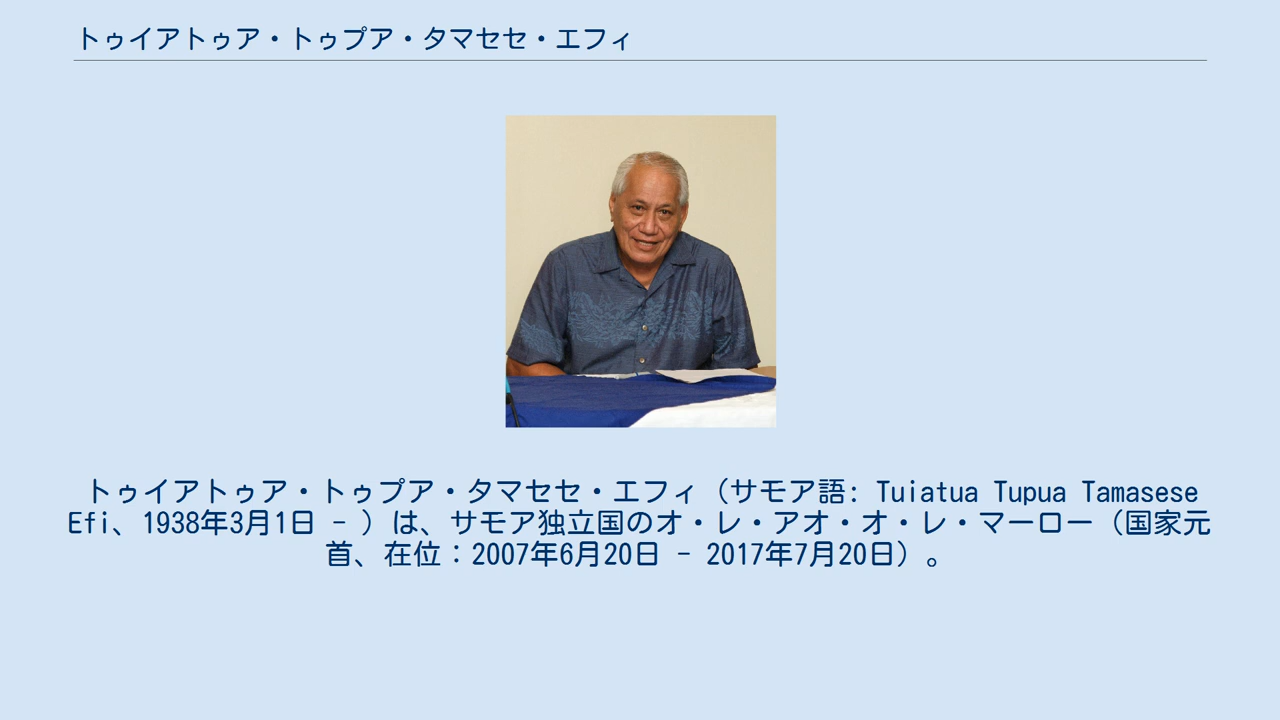 トゥイアトゥア・トゥプア・タマセセ・エフィ
トゥイアトゥア・トゥプア・タマセセ・エフィ（サモア語: Tuiatua Tupua Tamasese
Efi、1938年3月1日 - ）は、サモア独立国のオ・レ・アオ・オ・レ・マーロー（国家元
首、在位：2007年6月20日 - 2017年7月20日）。